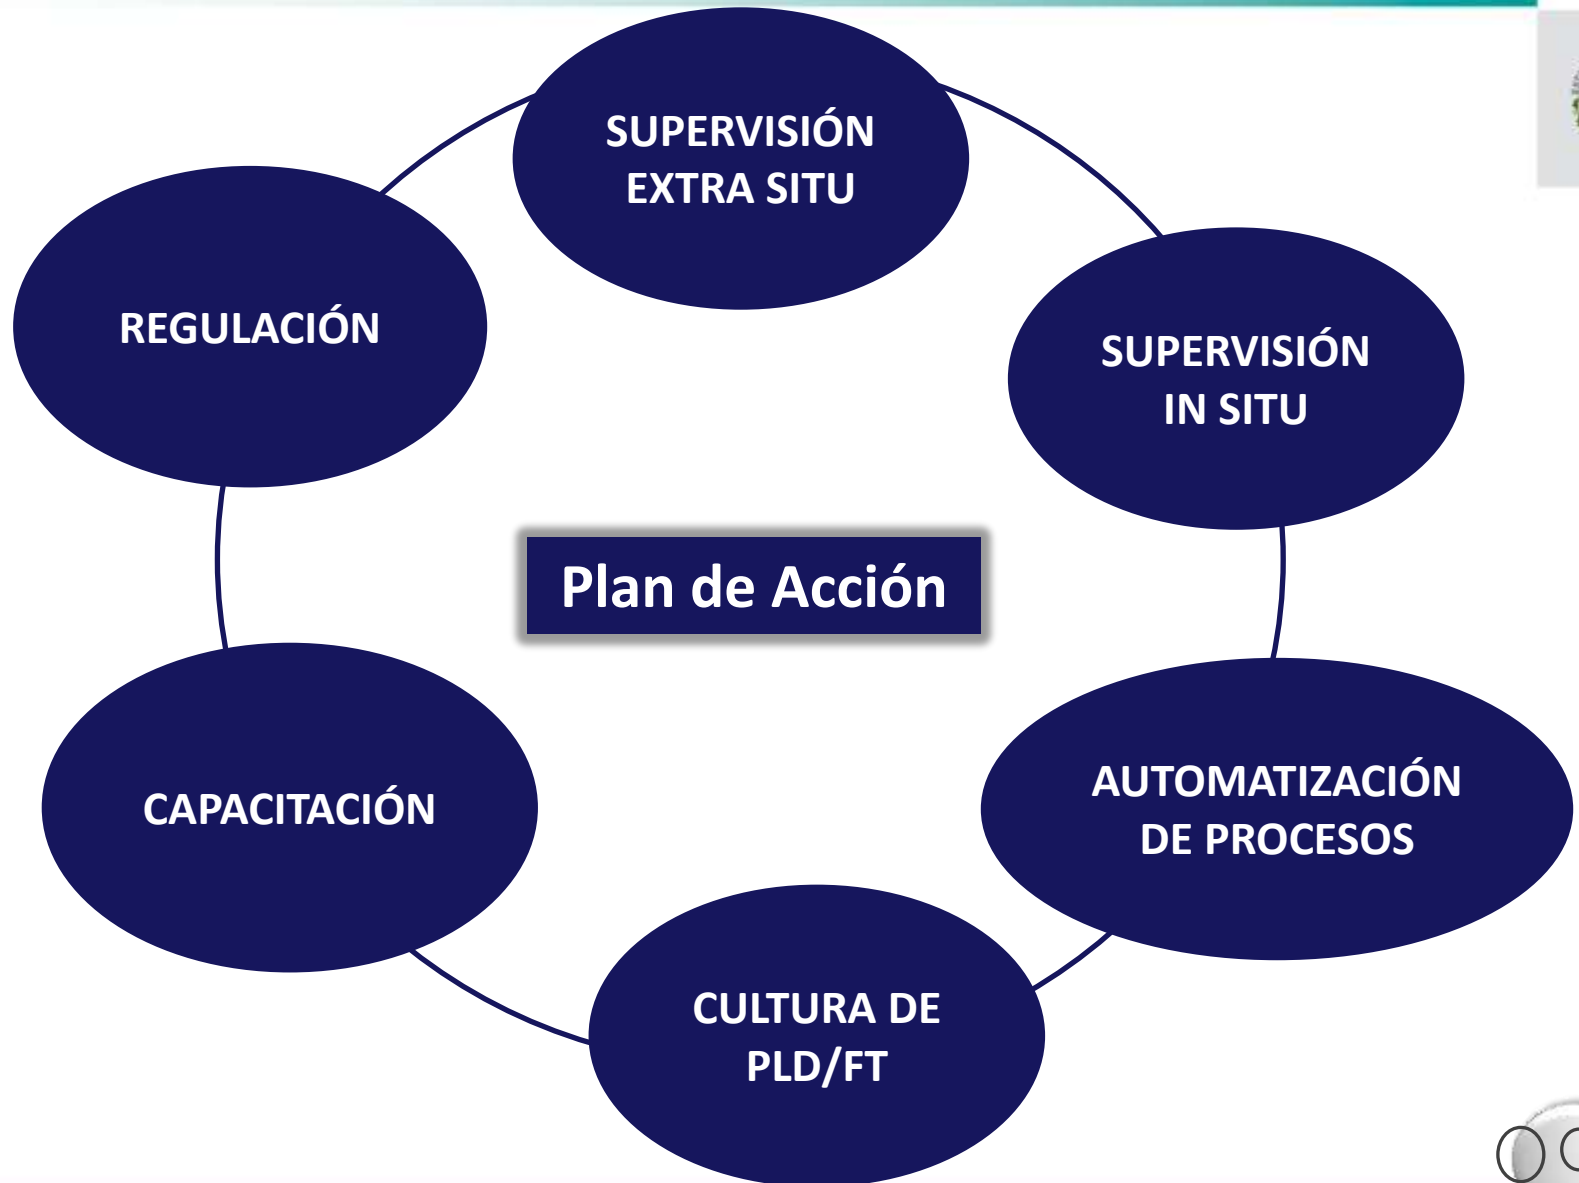 SUPERVISIÓN
EXTRA SITU
REGULACIÓN
SUPERVISIÓN
IN SITU
Plan de Acción
CAPACITACIÓN
AUTOMATIZACIÓN
DE PROCESOS
CULTURA DE
PLD/FT